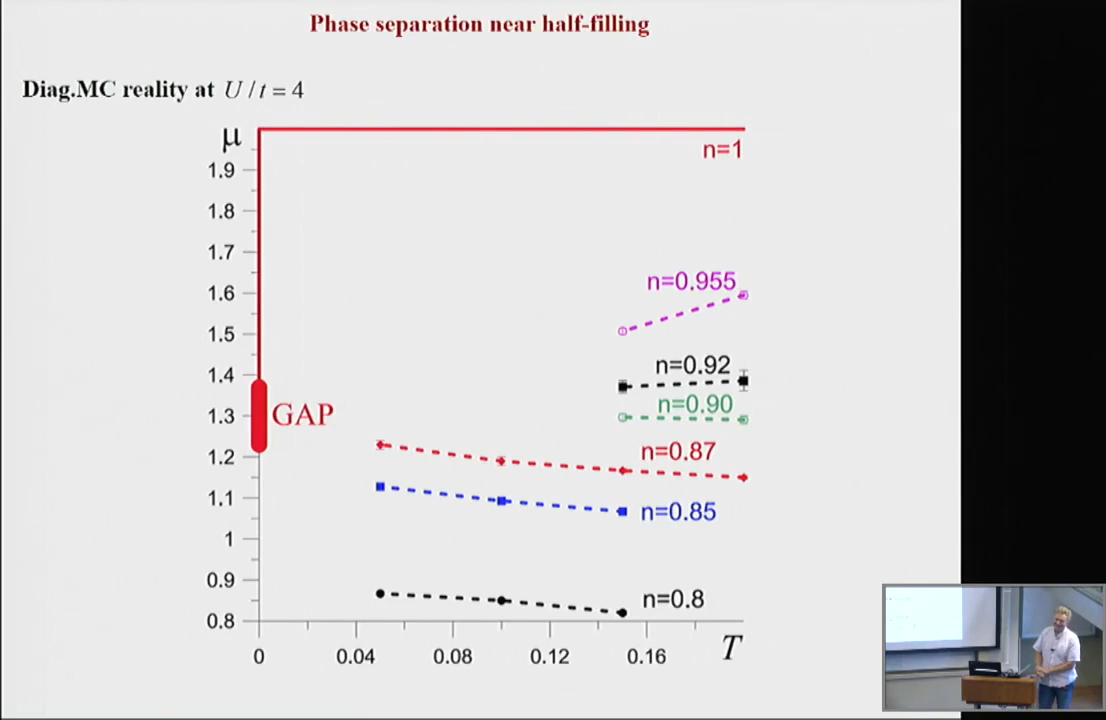 Phase separation near half-filling
Diag.MC reality at U / t = 4
μ
n=1
1.9
1.8
1.7
n=0.955
1.6
1.5
1.4
n=0.92
n=0.90
1.3
GAP
n=0.87
1.2
1.1
n=0.85
1
0.9
n=0.8
0.8
0
0.04
0.08
0.12
0.16
T